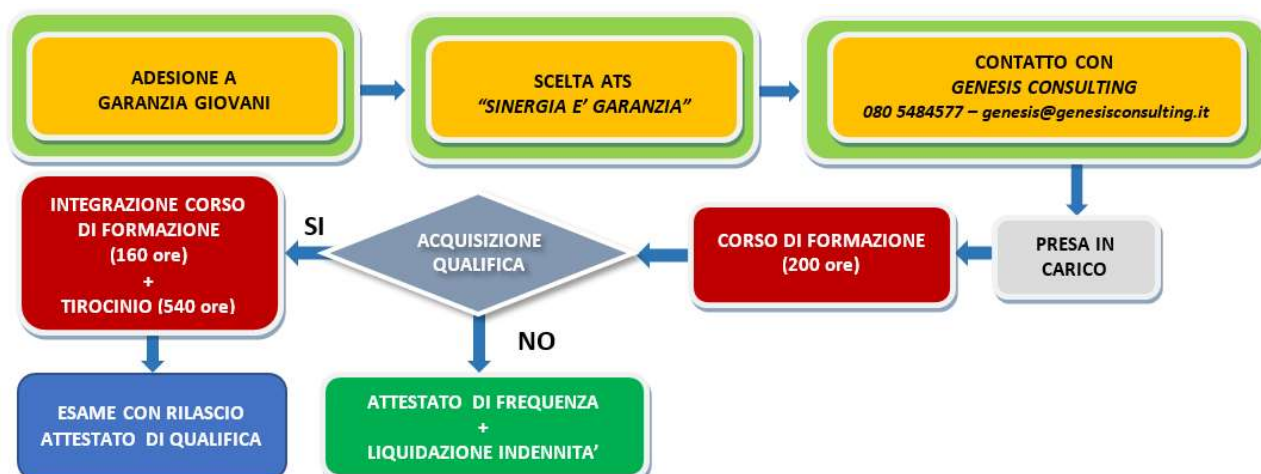 ADESIONE A
GARANZIA GIOVANI
SCELTA ATS
“SINERGIA E’ GARANZIA”
CONTATTO CON
GENESIS CONSULTING
080 5484577 – genesis@genesisconsulting.it
PRESA IN
CARICO
CORSO DI FORMAZIONE
(200 ore)
ACQUISIZIONE
QUALIFICA
SI
INTEGRAZIONE CORSO
DI FORMAZIONE
(160 ore)
+
TIROCINIO (540 ore)
NO
ESAME CON RILASCIO
ATTESTATO DI QUALIFICA
ATTESTATO DI FREQUENZA
+
LIQUIDAZIONE INDENNITA’